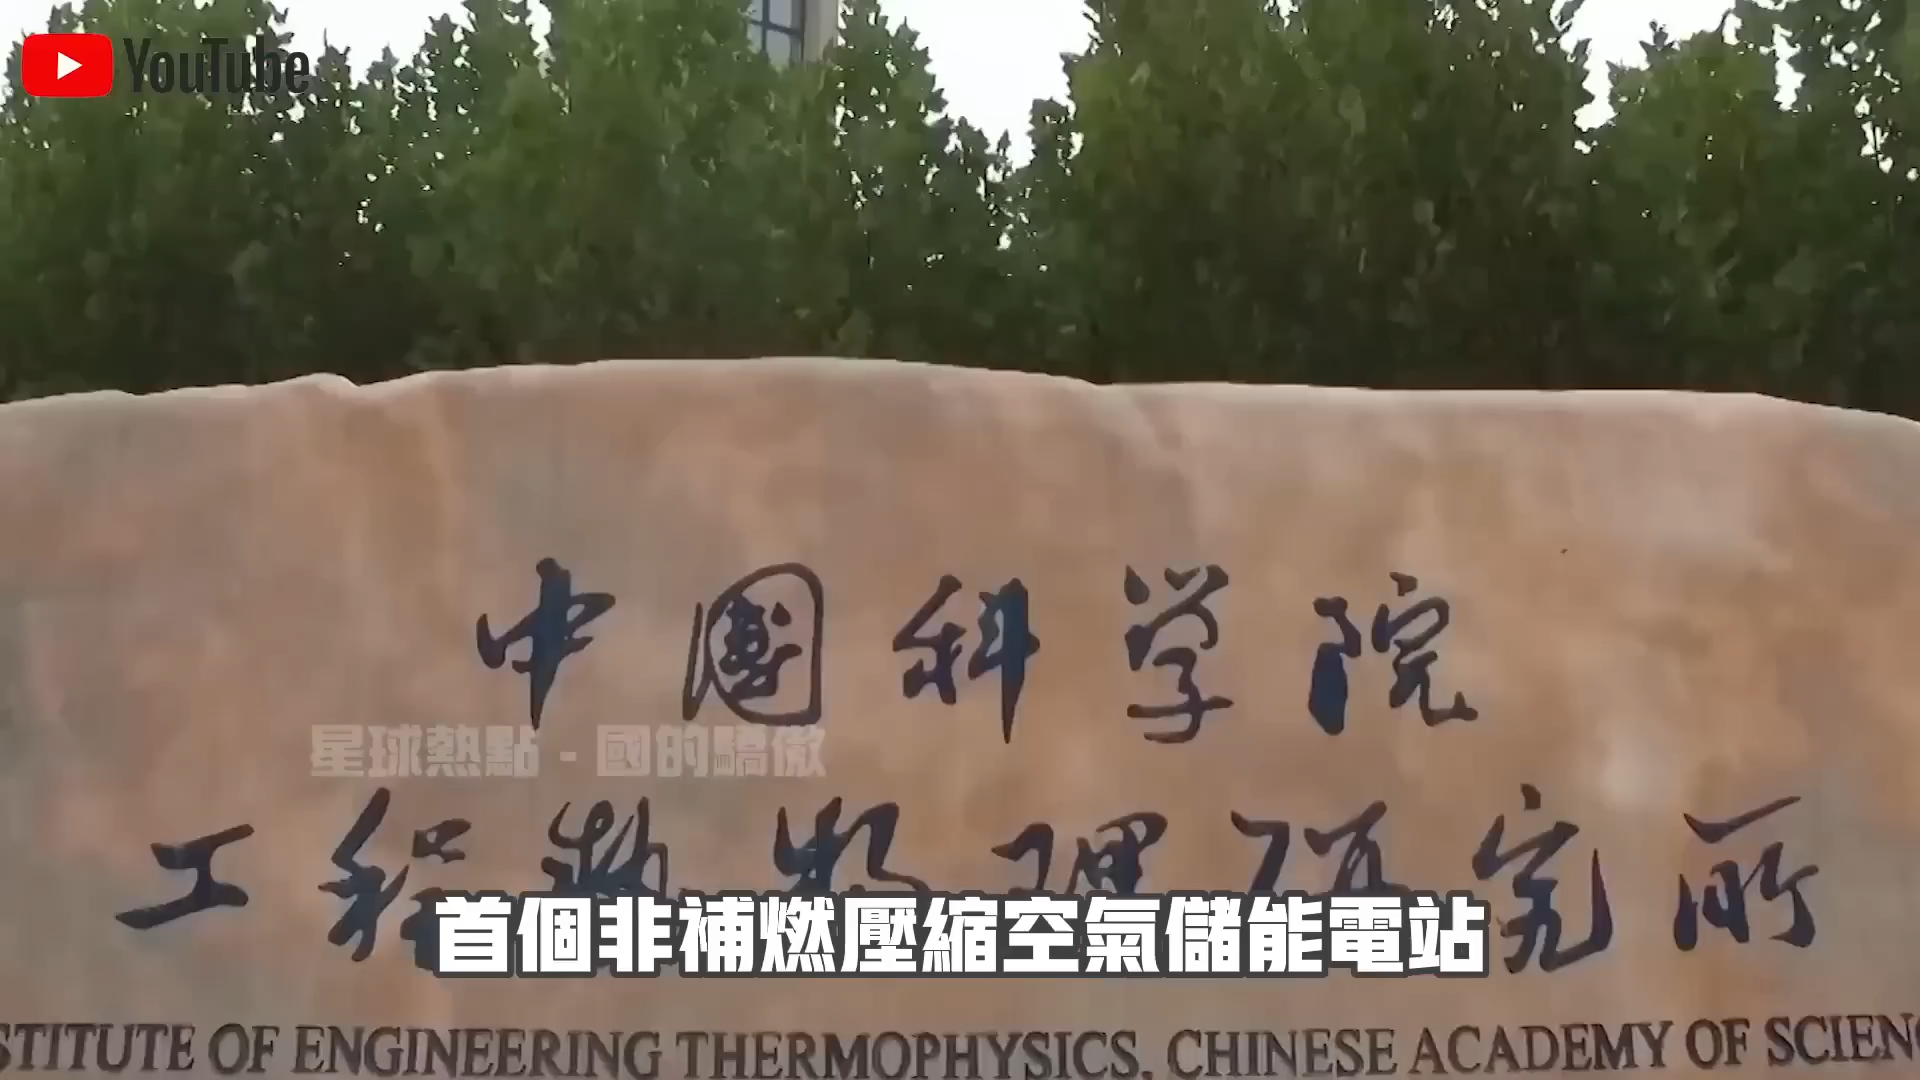 YouTube
中國科学院
星球熱點 - 國的驕傲
工程热物理研究所
首個非補燃壓縮空氣儲能電站
STITUTE OF ENGINEERING THERMOPHYSICS, CHINESE ACADEMY OF SCIENC